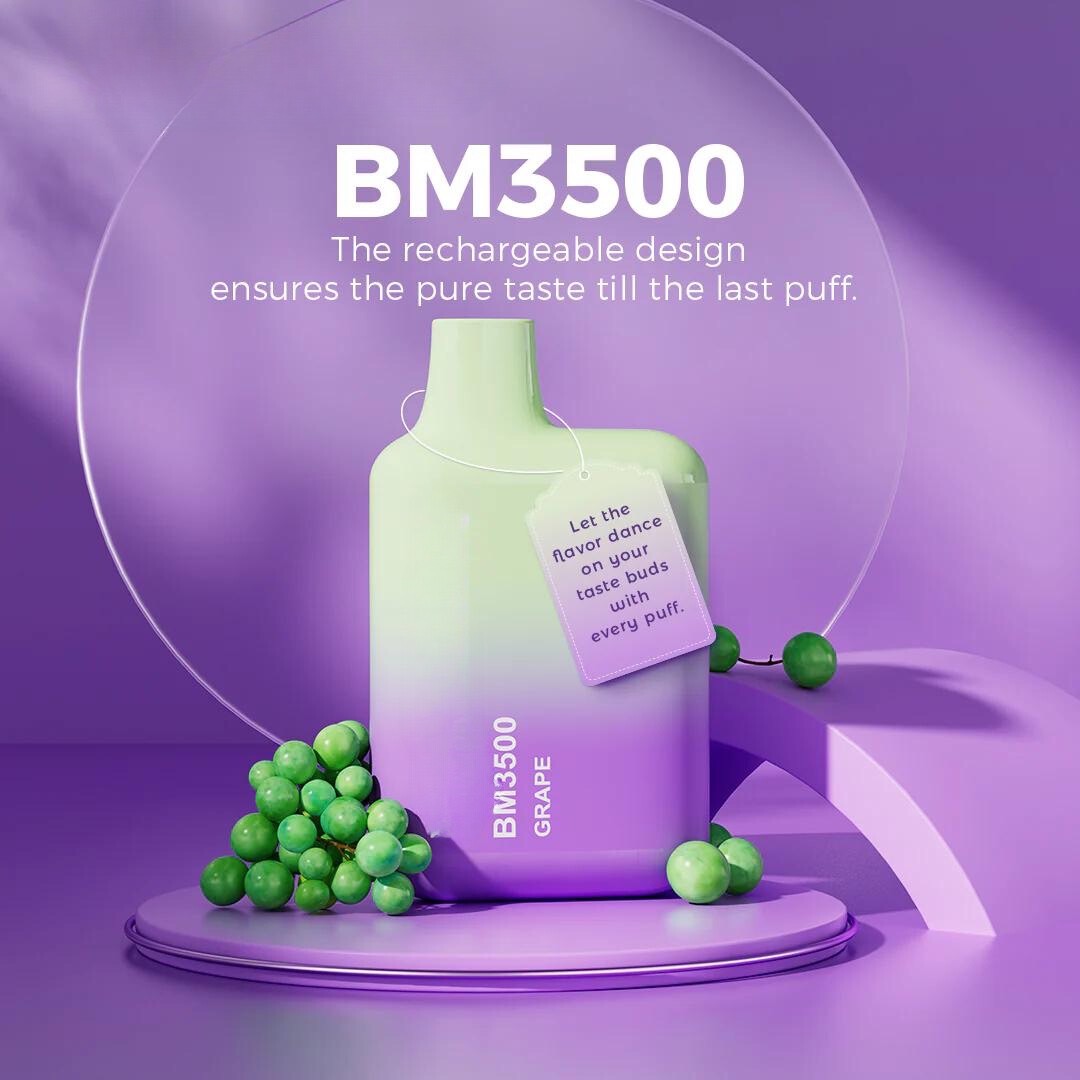 BM3500
The rechargeable design
ensures the pure taste till the last puff.
Let the
flavor dance
on your
taste buds
with
every puff.
BM3500
GRAPE